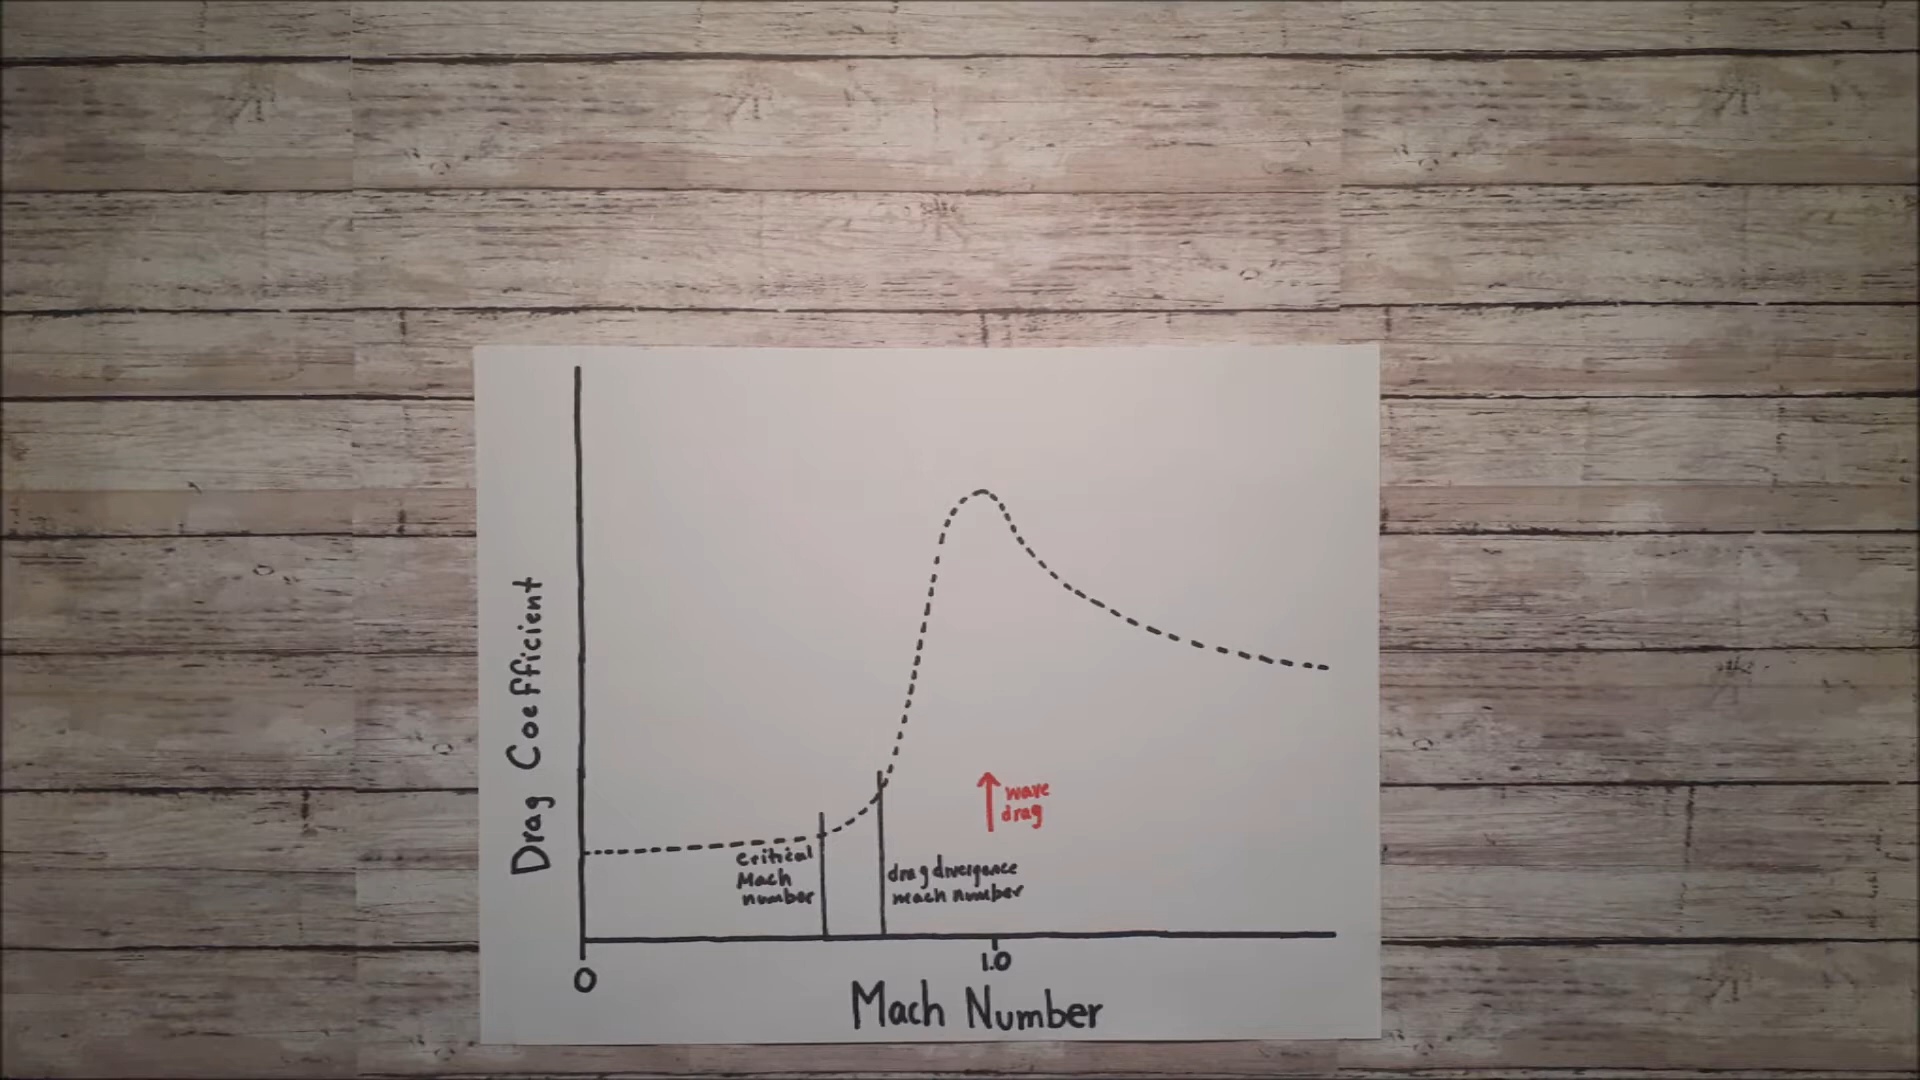 Drag Coefficient
wave
drag
Critical
Mach
number
drag divergence
mach number
0
1.0
Mach Number